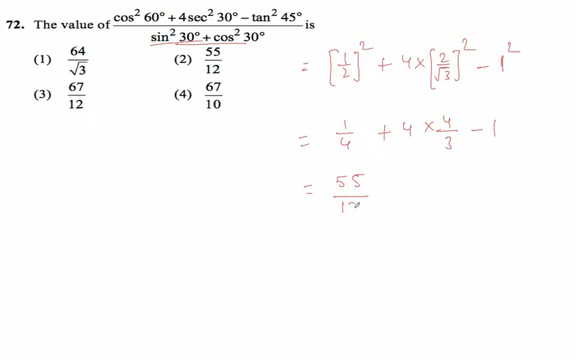 72. The value of (cos² 60° + 4 sec² 30° − tan² 45°)/(sin² 30° + cos² 30°) is
(1) 64/√3 (2) 55/12
(3) 67/12 (4) 67/10
= [1/2]² + 4 × [2/√3]² − 1²
= 1/4 + 4 × 4/3 − 1
= 55/1